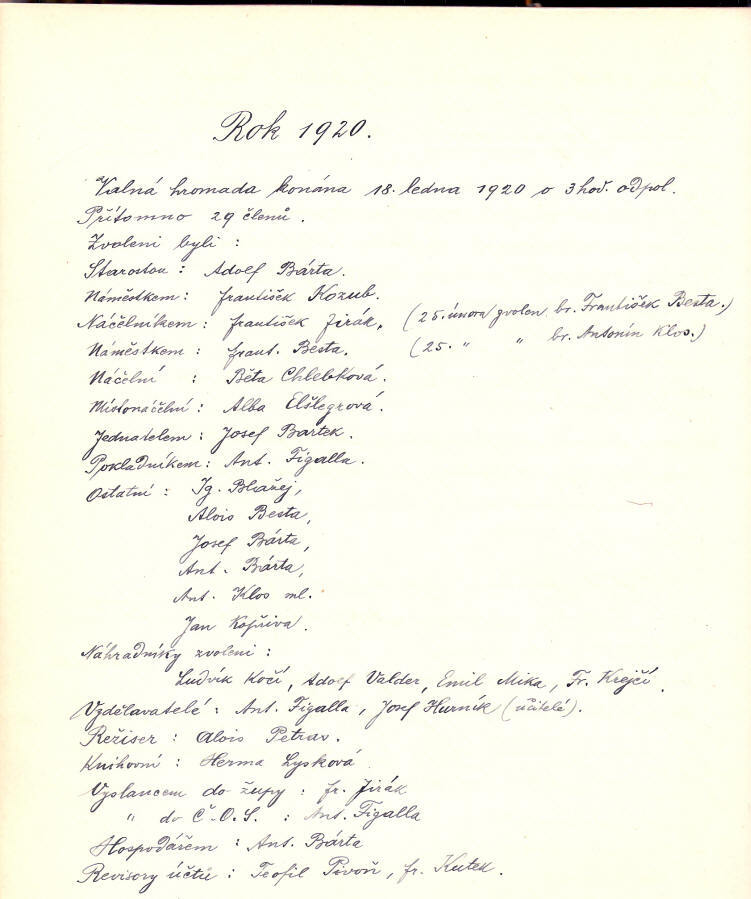 Rok 1920.
Valná hromada konána 18. ledna 1920 o 3 hod. odpol.
Přítomno 29 členů.
Zvoleni byli :
Starostou : Adolf Bárta.
Náměstkem : František Kozub.
Náčelníkem : František Jirák. (25. února zvolen br. František Besta.)
Náměstkem : Frant. Besta. (25. " " br. Antonín Klos.)
Náčelní : Běta Chlebková.
Místonáčelní : Alba Elšlegrová.
Jednatelem : Josef Bartek.
Pokladníkem : Ant. Figalla.
Ostatní : Ig. Blažej,
Alois Besta,
Josef Bárta,
Ant. Bárta,
Ant. Klos ml.
Jan Kopřiva.
Náhradníky zvoleni :
Ludvík Kočí, Adolf Valder, Emil Mika, Fr. Krejčí.
Vzdělavatelé : Ant. Figalla, Josef Hurník (učitelé).
Režiser : Alois Petrav.
Knihovní : Herma Lysková.
Vyslancem do župy : Fr. Jirák
" do Č.O.S. : Ant. Figalla
Hospodářem : Ant. Bárta
Revisory účtů : Teofil Pivoň, Fr. Kutek.